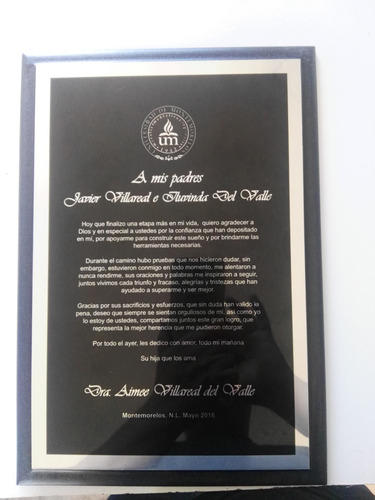 UNIVERSIDAD DE MONTEMORELOS
um
1942
A mis padres
Javier Villareal e Iluvinda Del Valle
Hoy que finalizo una etapa más en mi vida, quiero agradecer a
Dios y en especial a ustedes por la confianza que han depositado
en mí, por apoyarme para construir este sueño y por brindarme las
herramientas necesarias.
Durante el camino hubo pruebas que nos hicieron dudar, sin
embargo, estuvieron conmigo en todo momento, me alentaron a
nunca rendirme, sus oraciones y palabras me inspiraron a seguir,
juntos vivimos cada triunfo y fracaso, alegrías y tristezas que han
ayudado a superarme y ser mejor.
Gracias por sus sacrificios y esfuerzos, que sin duda han valido la
pena, deseo que siempre se sientan orgullosos de mí, así como yo
lo estoy de ustedes, compartamos juntos este gran logro, que
representa la mejor herencia que me pudieron otorgar.
Por todo el ayer, les dedico con amor, todo mi mañana
Su hija que los ama
Dra. Aimee Villareal del Valle
Montemorelos, N.L. Mayo 2016